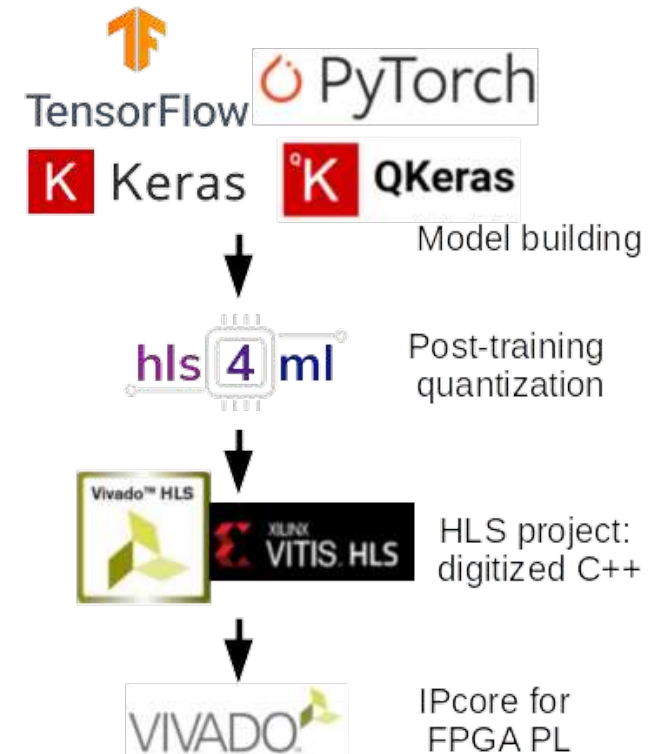 TensorFlow
PyTorch
K Keras
QK QKeras
Model building
hls 4 ml
Post-training
quantization
Vivado™ HLS
XILINX
VITIS. HLS
HLS project:
digitized C++
VIVADO
IPcore for
FPGA PL